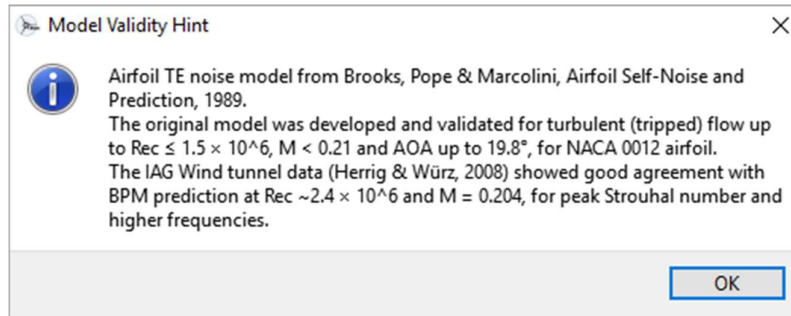 Model Validity Hint
Airfoil TE noise model from Brooks, Pope & Marcolini, Airfoil Self-Noise and
Prediction, 1989.
The original model was developed and validated for turbulent (tripped) flow up
to Rec ≤ 1.5 × 10^6, M < 0.21 and AOA up to 19.8°, for NACA 0012 airfoil.
The IAG Wind tunnel data (Herrig & Würz, 2008) showed good agreement with
BPM prediction at Rec ~2.4 × 10^6 and M = 0.204, for peak Strouhal number and
higher frequencies.
OK